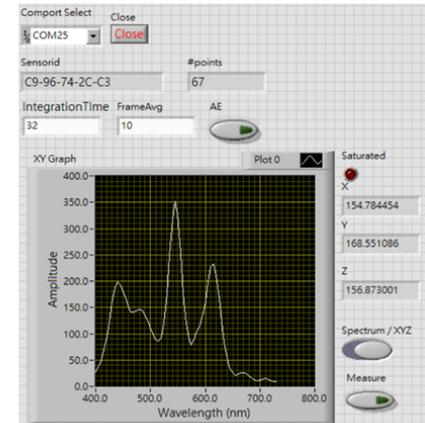 Comport Select
Close
COM25
Close
Sensorid
#points
C9-96-74-2C-C3
67
IntegrationTIme
FrameAvg
AE
32
10
XY Graph
Plot 0
Saturated
X
154.784454
Y
168.551086
Z
156.873001
Spectrum / XYZ
Measure
400.0
350.0
300.0
250.0
200.0
150.0
100.0
50.0
0.0
Amplitude
400.0 500.0 600.0 700.0 800.0
Wavelength (nm)